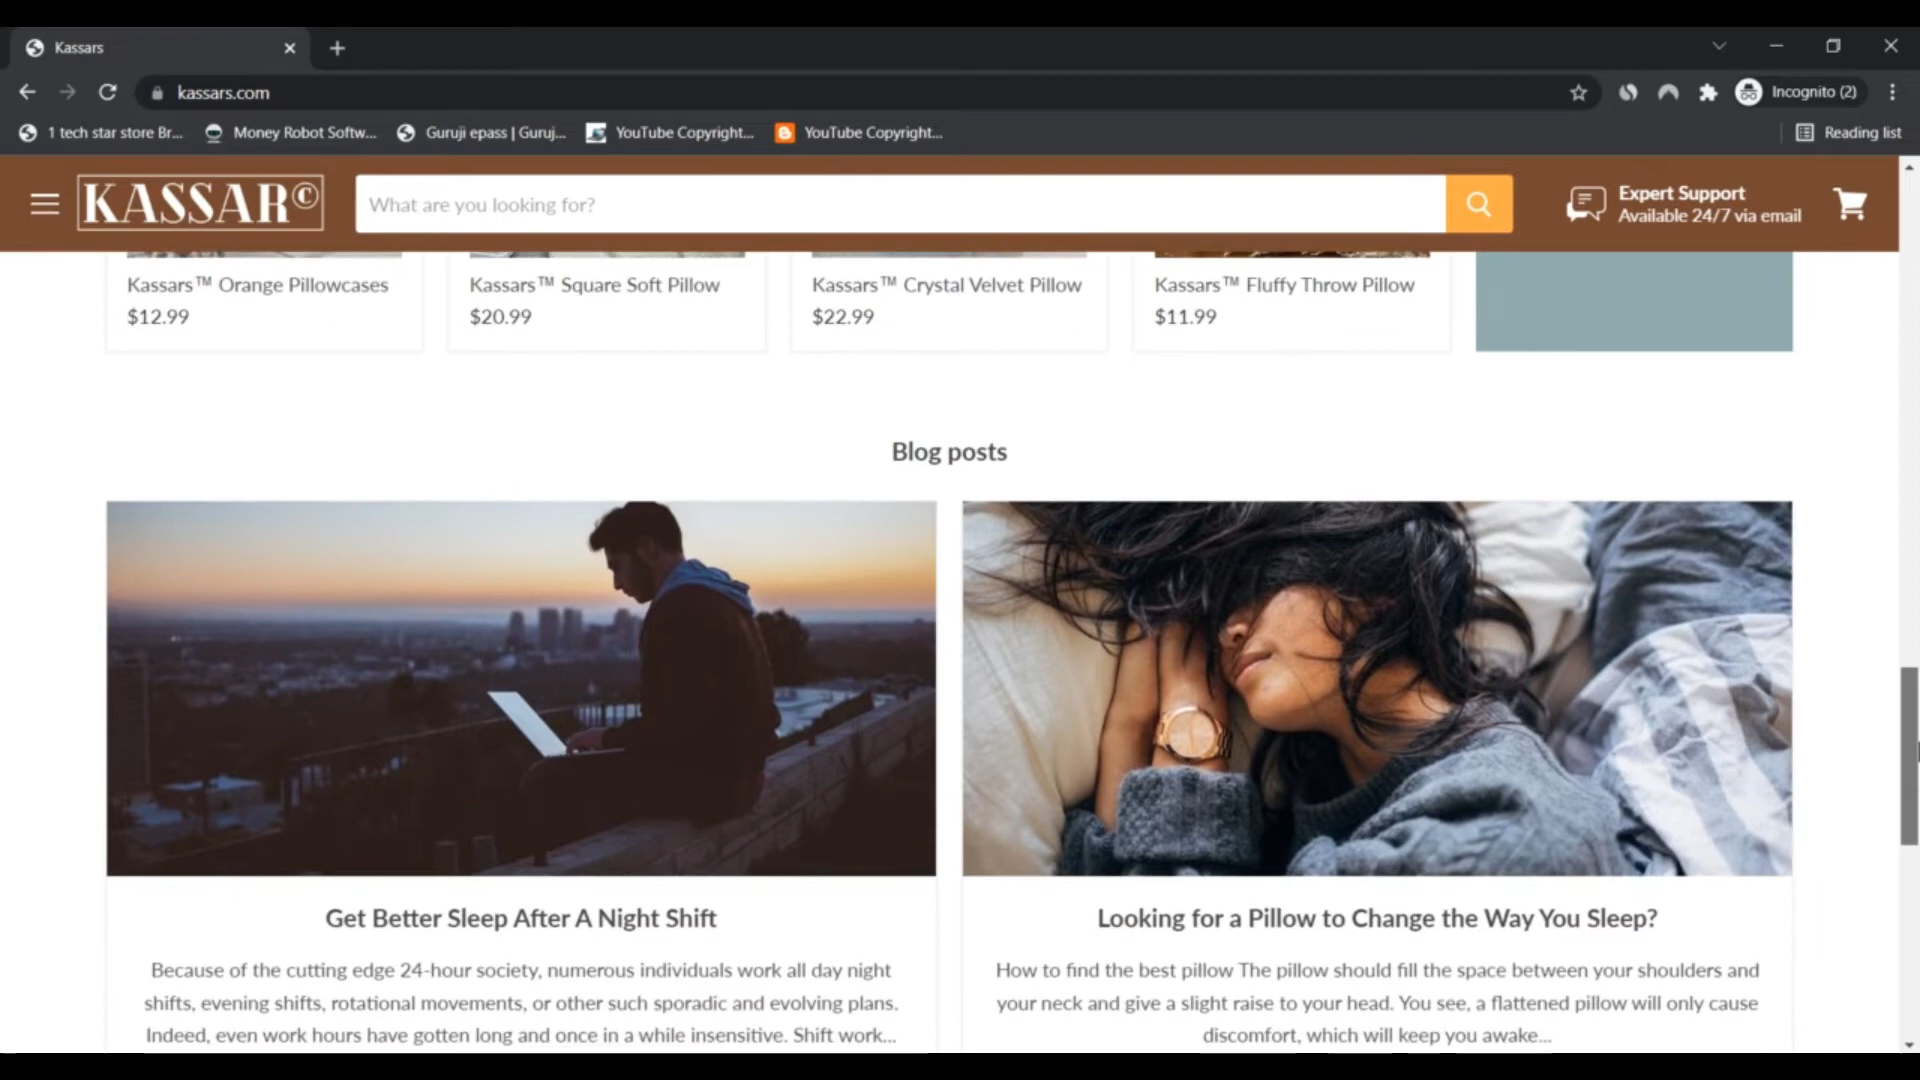 Kassars
kassars.com
Incognito (2)
1 tech star store Br...
Money Robot Softw...
Guruji epass | Guruj...
YouTube Copyright...
YouTube Copyright...
Reading list
KASSAR©
What are you looking for?
Expert Support
Available 24/7 via email
Kassars™ Orange Pillowcases
$12.99
Kassars™ Square Soft Pillow
$20.99
Kassars™ Crystal Velvet Pillow
$22.99
Kassars™ Fluffy Throw Pillow
$11.99
Blog posts
Get Better Sleep After A Night Shift
Because of the cutting edge 24-hour society, numerous individuals work all day night
shifts, evening shifts, rotational movements, or other such sporadic and evolving plans.
Indeed, even work hours have gotten long and once in a while insensitive. Shift work...
Looking for a Pillow to Change the Way You Sleep?
How to find the best pillow The pillow should fill the space between your shoulders and
your neck and give a slight raise to your head. You see, a flattened pillow will only cause
discomfort, which will keep you awake...